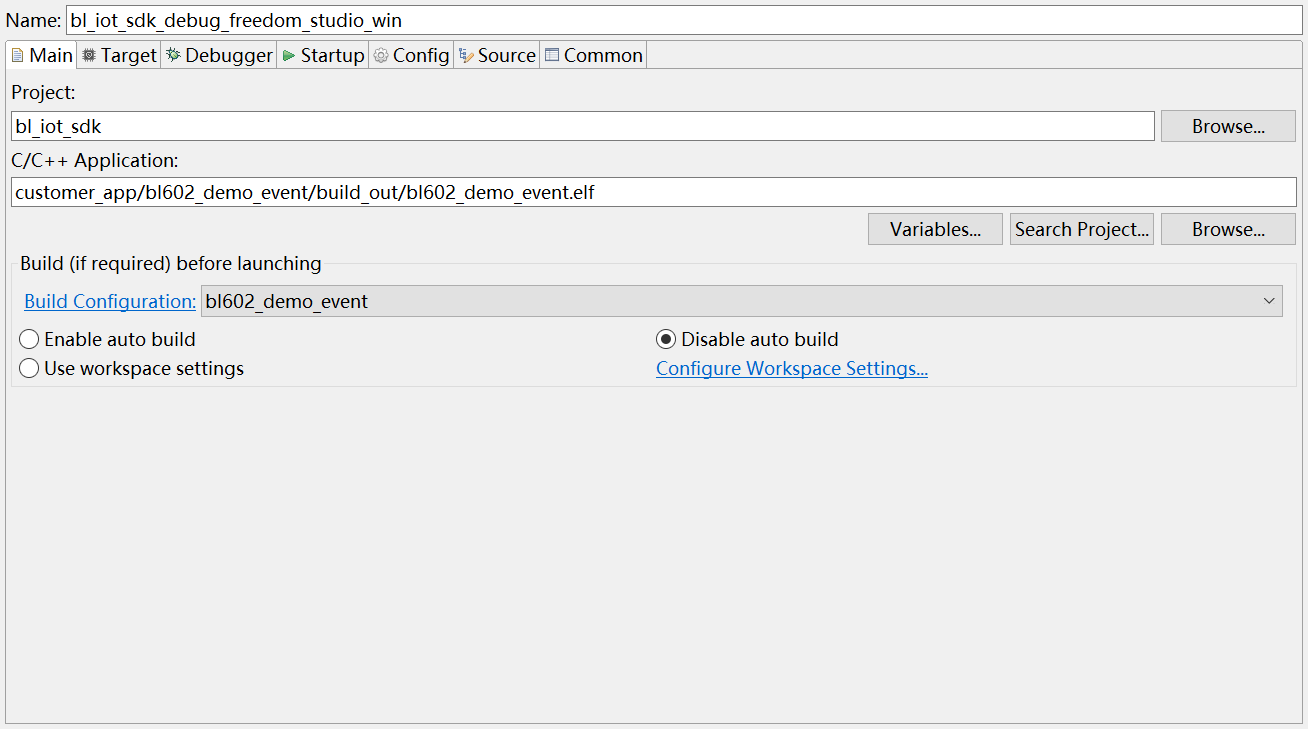 Name: bl_iot_sdk_debug_freedom_studio_win
Main Target Debugger Startup Config Source Common
Project:
bl_iot_sdk Browse...
C/C++ Application:
customer_app/bl602_demo_event/build_out/bl602_demo_event.elf
Variables... Search Project... Browse...
Build (if required) before launching
Build Configuration: bl602_demo_event
Enable auto build Disable auto build
Use workspace settings Configure Workspace Settings...